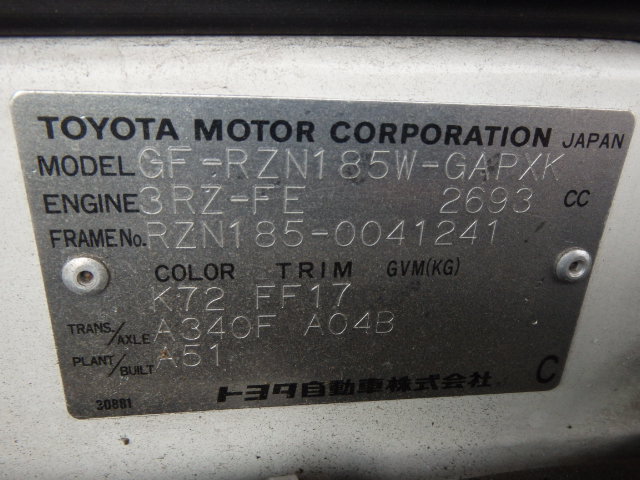 TOYOTA MOTOR CORPORATION JAPAN
MODEL GF-RZN185W-GAPXK
ENGINE 3RZ-FE 2693 CC
FRAME No. RZN185-0041241
COLOR TRIM GVM(KG)
K72 FF17
TRANS./AXLE A340F A04B
PLANT/BUILT A51
トヨタ自動車株式会社 C
30881